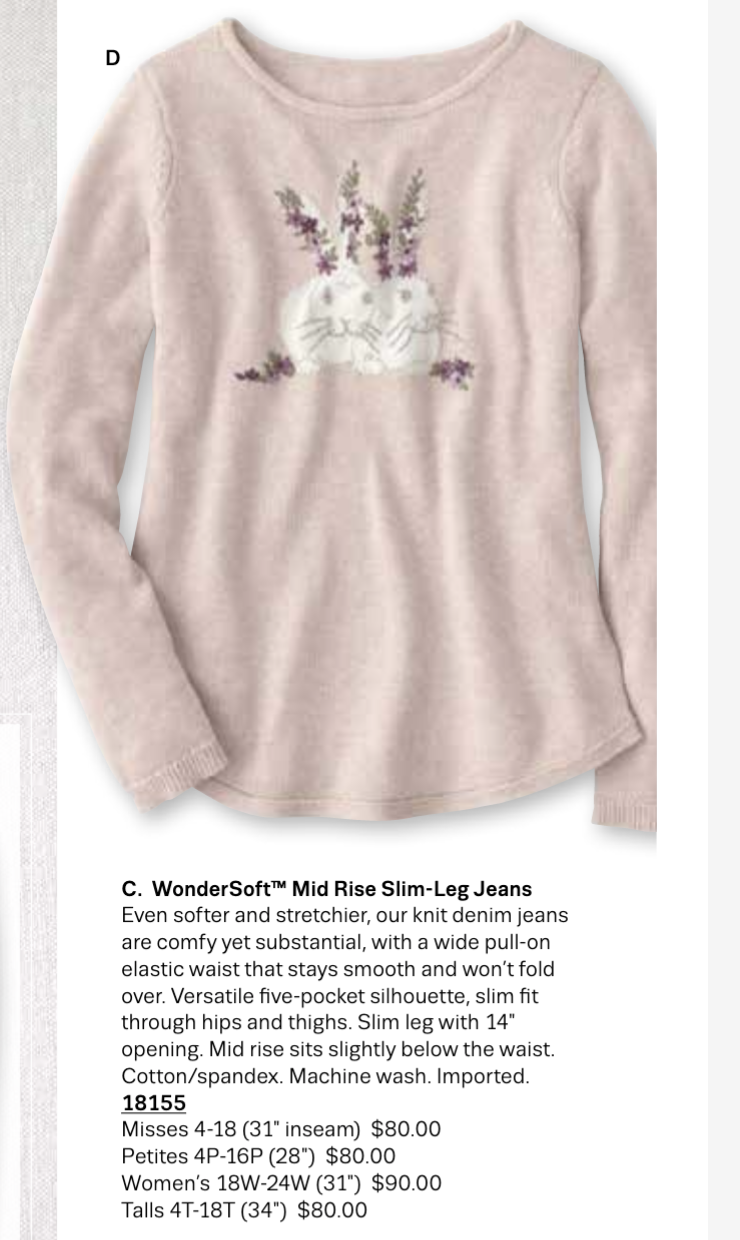 D
C. WonderSoft™ Mid Rise Slim-Leg Jeans
Even softer and stretchier, our knit denim jeans
are comfy yet substantial, with a wide pull-on
elastic waist that stays smooth and won’t fold
over. Versatile five-pocket silhouette, slim fit
through hips and thighs. Slim leg with 14"
opening. Mid rise sits slightly below the waist.
Cotton/spandex. Machine wash. Imported.
18155
Misses 4-18 (31" inseam) $80.00
Petites 4P-16P (28") $80.00
Women’s 18W-24W (31") $90.00
Talls 4T-18T (34") $80.00